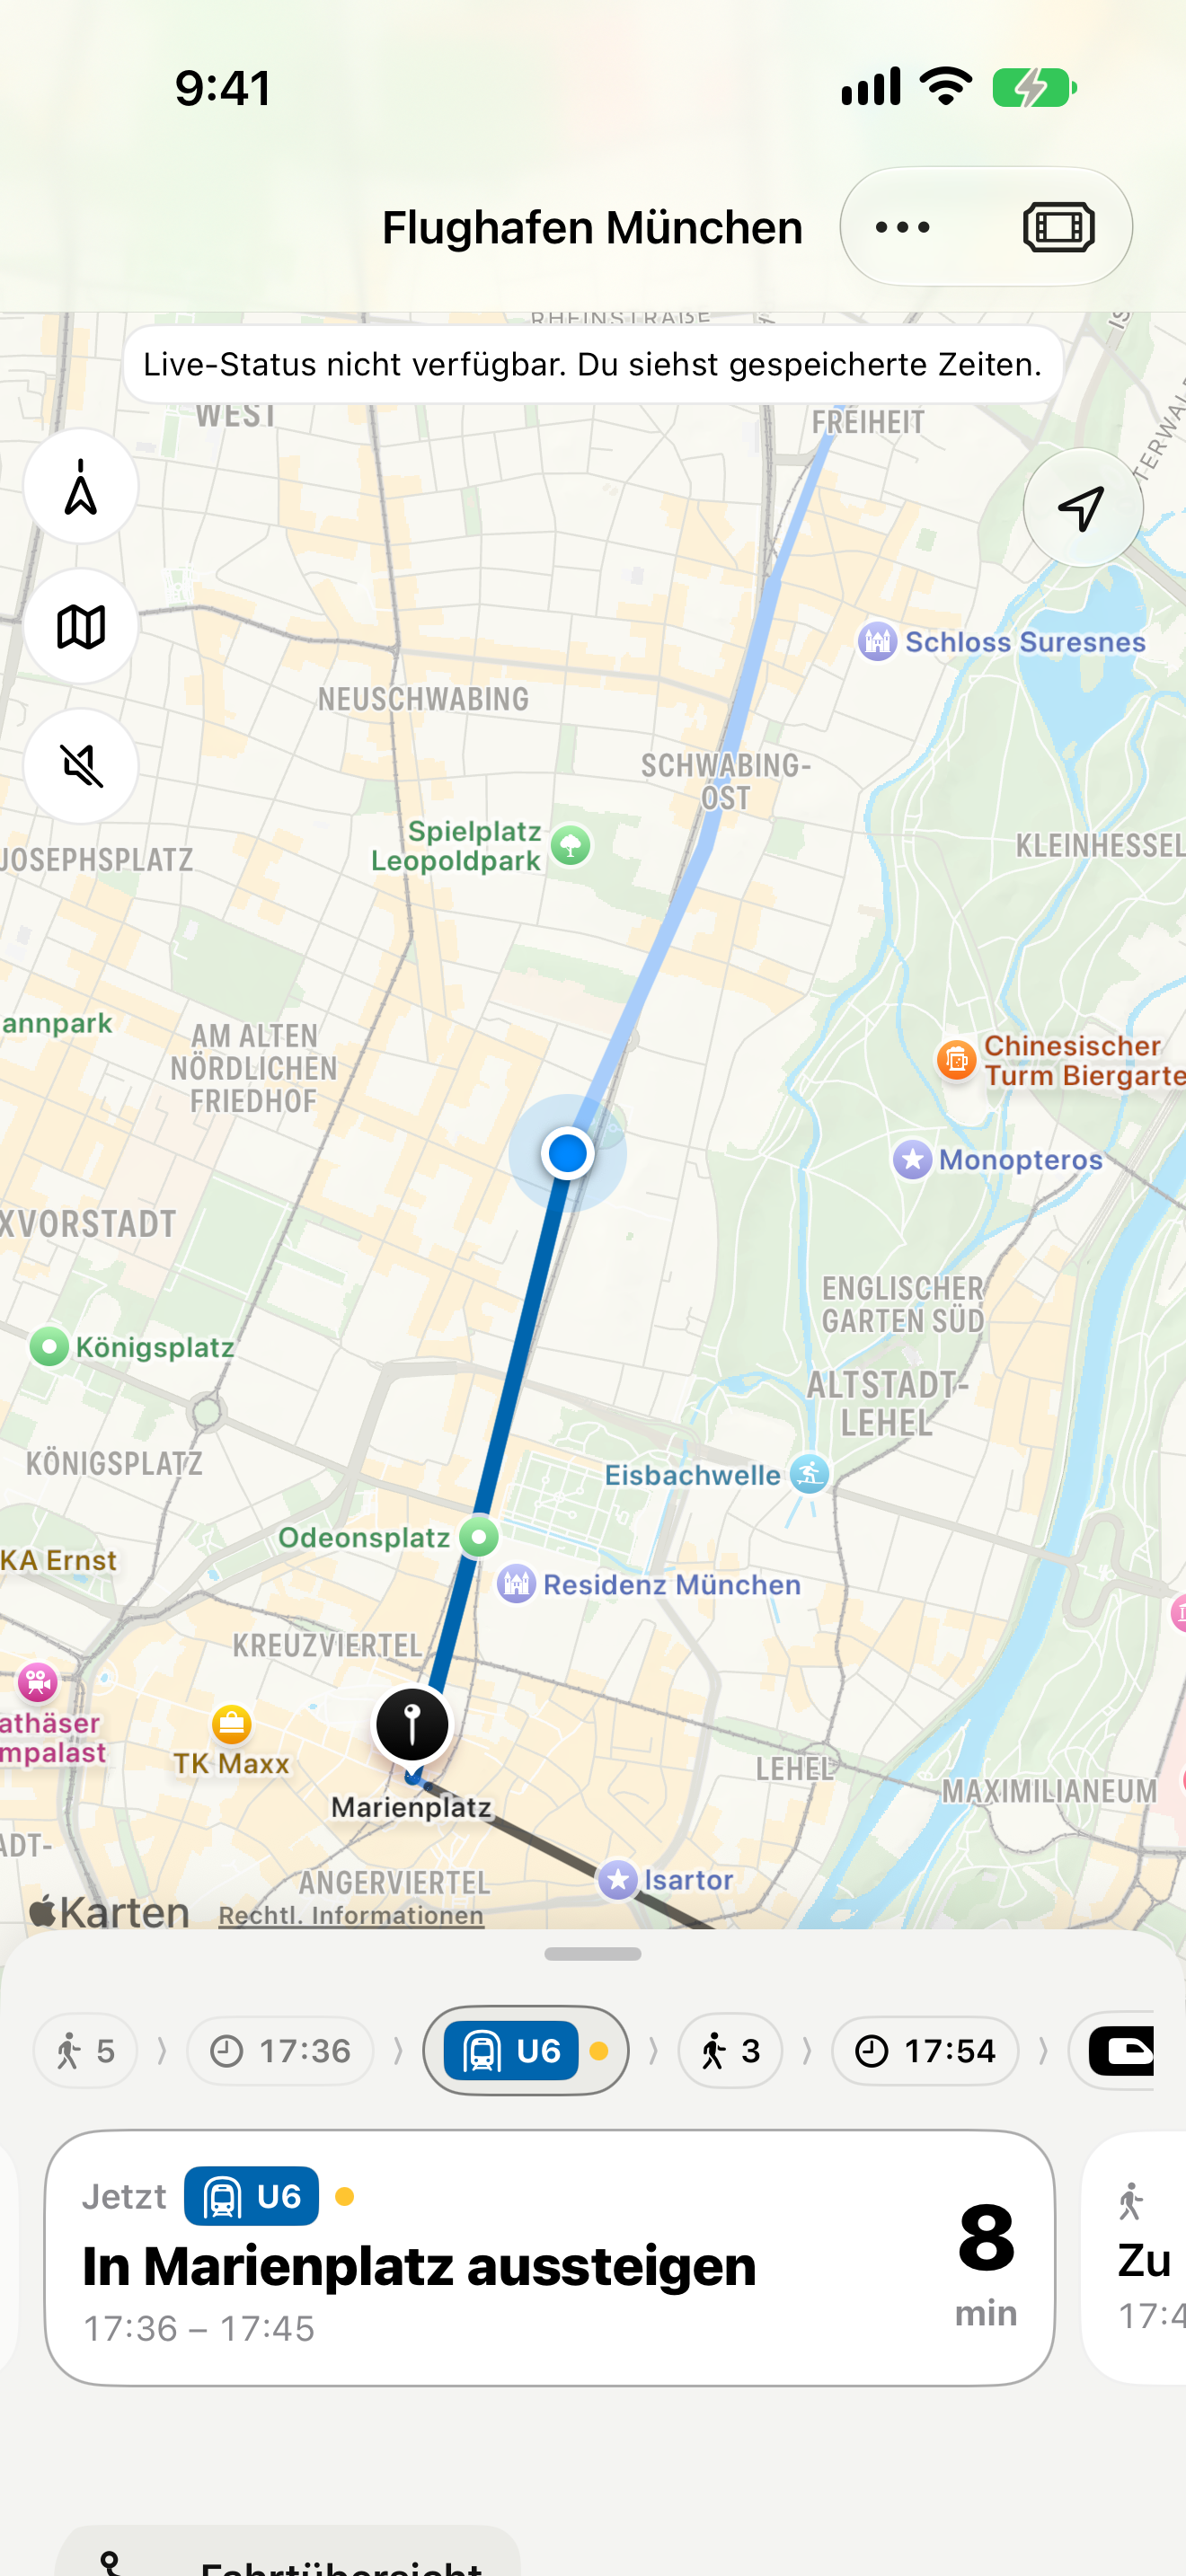 9:41
Flughafen München
RHEINSTRAßE
Live-Status nicht verfügbar. Du siehst gespeicherte Zeiten.
WEST
FREIHEIT
Schloss Suresnes
NEUSCHWABING
SCHWABING-
OST
Spielplatz
Leopoldpark
JOSEPHSPLATZ
KLEINHESSEL
annpark
AM ALTEN
NÖRDLICHEN
FRIEDHOF
Chinesischer
Turm Biergarte
Monopteros
XVORSTADT
ENGLISCHER
GARTEN SÜD
Königsplatz
ALTSTADT-
LEHEL
KÖNIGSPLATZ
Eisbachwelle
Odeonsplatz
KA Ernst
Residenz München
KREUZVIERTEL
athäser
mpalast
TK Maxx
LEHEL
MAXIMILIANEUM
Marienplatz
ADT-
ANGERVIERTEL
Isartor
Karten
Rechtl. Informationen
5 17:36 U6 3 17:54
Jetzt U6
In Marienplatz aussteigen
17:36 – 17:45
8
min
Zu
17:4
Fahrtübersicht